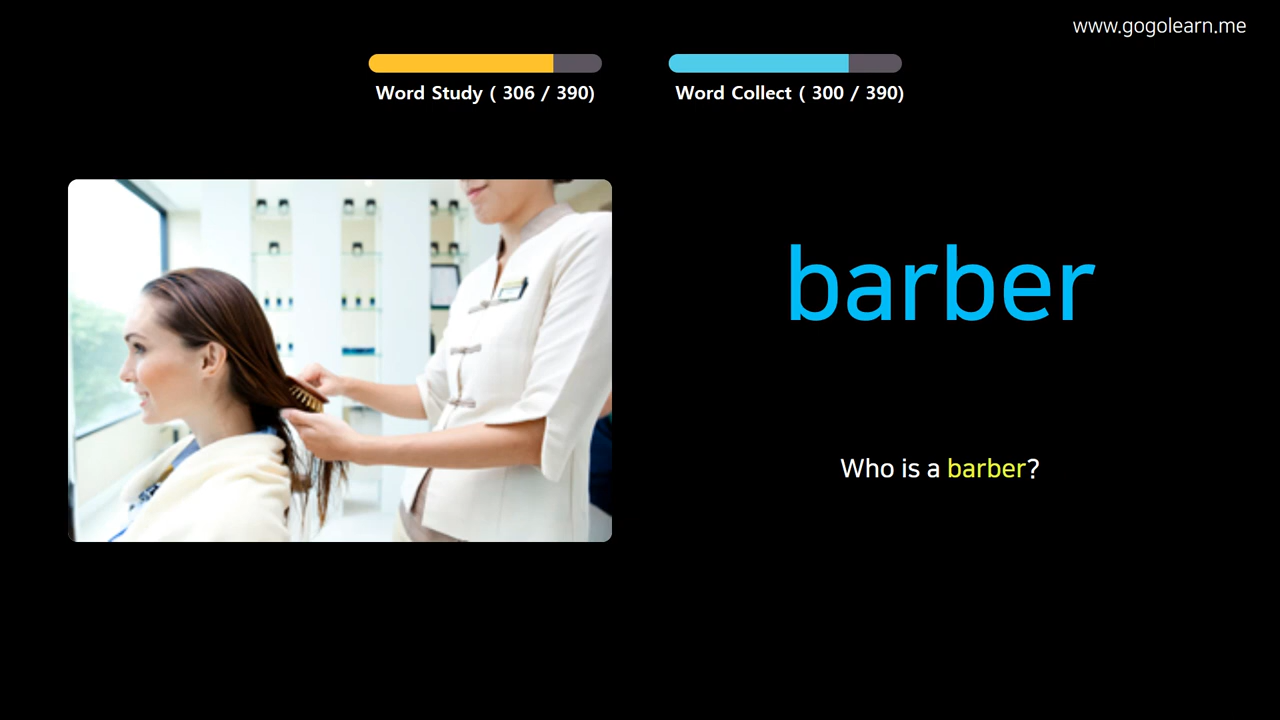 www.gogolearn.me
Word Study ( 306 / 390)
Word Collect ( 300 / 390)
barber
Who is a barber?